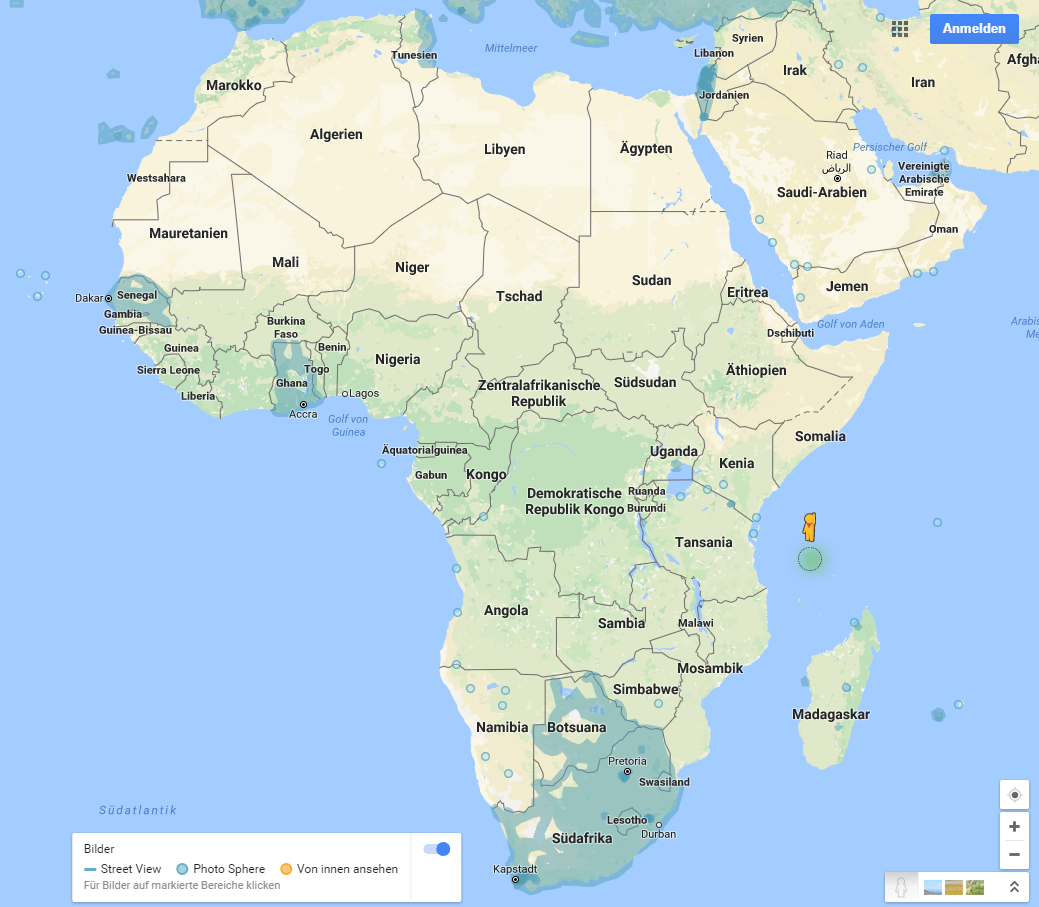 Anmelden
Syrien
Mittelmeer
Libanon
Tunesien
Irak
Afgha
Iran
Marokko
Jordanien
Algerien
Libyen
Ägypten
Persischer Golf
Riad
الرياض
Vereinigte
Arabische
Emirate
Westsahara
Saudi-Arabien
Oman
Mauretanien
Mali
Niger
Sudan
Jemen
Eritrea
Dakar
Senegal
Tschad
Gambia
Guinea-Bissau
Burkina
Faso
Golf von Aden
Arabis
Me
Dschibuti
Guinea
Benin
Nigeria
Sierra Leone
Togo
Äthiopien
Ghana
Zentralafrikanische
Republik
Südsudan
Liberia
Lagos
Accra
Golf von
Guinea
Somalia
Äquatorialguinea
Uganda
Kenia
Gabun
Kongo
Demokratische
Republik Kongo
Ruanda
Burundi
Tansania
Angola
Sambia
Malawi
Mosambik
Simbabwe
Madagaskar
Namibia
Botsuana
Pretoria
Swasiland
Südatlantik
Lesotho
Durban
Südafrika
Kapstadt
Bilder
Street View
Photo Sphere
Von innen ansehen
Für Bilder auf markierte Bereiche klicken